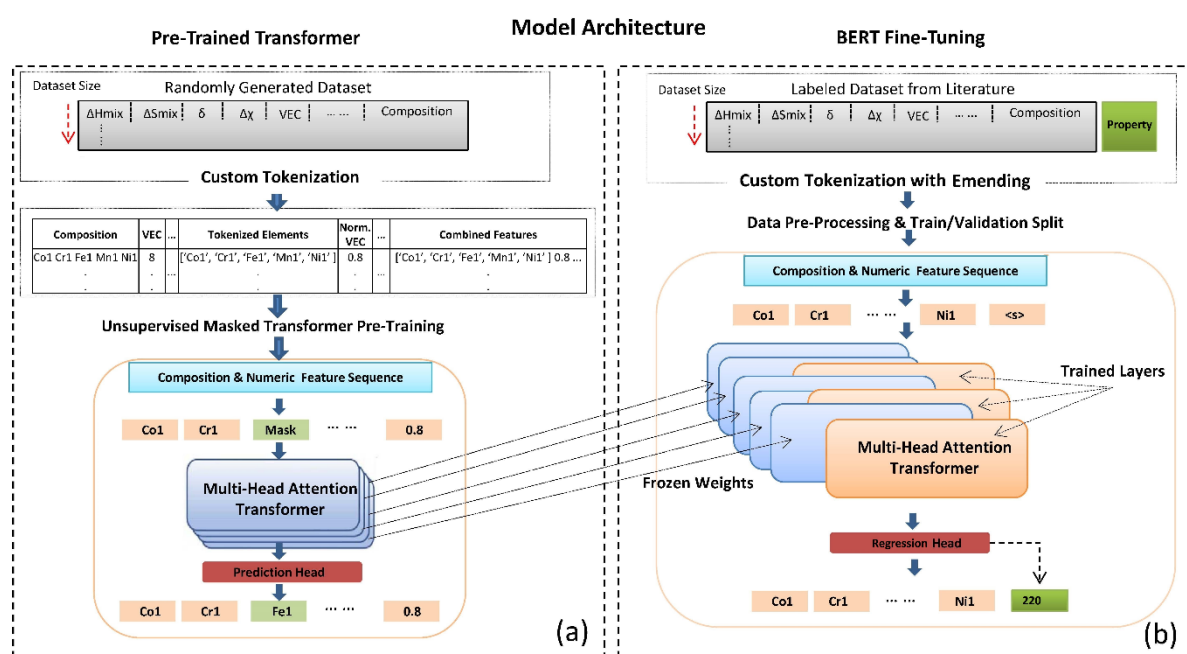 Model Architecture
Pre-Trained Transformer
Dataset Size
Randomly Generated Dataset
ΔHmix ΔSmix δ Δχ VEC ... ... Composition
Custom Tokenization
Composition VEC ... Tokenized Elements Norm. VEC ... Combined Features
Co1 Cr1 Fe1 Mn1 Ni1 8 ['Co1', 'Cr1', 'Fe1', 'Mn1', 'Ni1' ] 0.8 ['Co1', 'Cr1', 'Fe1', 'Mn1', 'Ni1' ] 0.8 ...
Unsupervised Masked Transformer Pre-Training
Composition & Numeric Feature Sequence
Co1 Cr1 Mask ... ... 0.8
Multi-Head Attention
Transformer
Prediction Head
Co1 Cr1 Fe1 ... ... 0.8
(a)
BERT Fine-Tuning
Dataset Size
Labeled Dataset from Literature
ΔHmix ΔSmix δ Δχ VEC ... ... Composition
Property
Custom Tokenization with Emending
Data Pre-Processing & Train/Validation Split
Composition & Numeric Feature Sequence
Co1 Cr1 ... ... Ni1 <s>
Trained Layers
Multi-Head Attention
Transformer
Frozen Weights
Regression Head
Co1 Cr1 ... ... Ni1 220
(b)